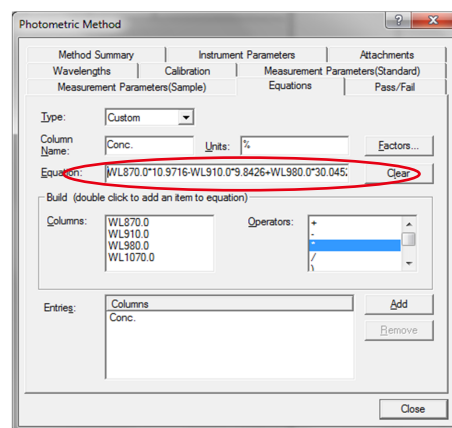 Photometric Method
Method Summary Instrument Parameters Attachments
Wavelengths Calibration Measurement Parameters(Standard)
Measurement Parameters(Sample) Equations Pass/Fail
Type: Custom
Column Name: Conc. Units: % Factors...
Equation: WL870.0*10.9716-WL910.0*9.8426+WL980.0*30.045 Clear
Build (double click to add an item to equation)
Columns: WL870.0 Operators: +
WL910.0 -
WL980.0 *
WL1070.0 /
)
Entries: Columns Add
Conc. Remove
Close